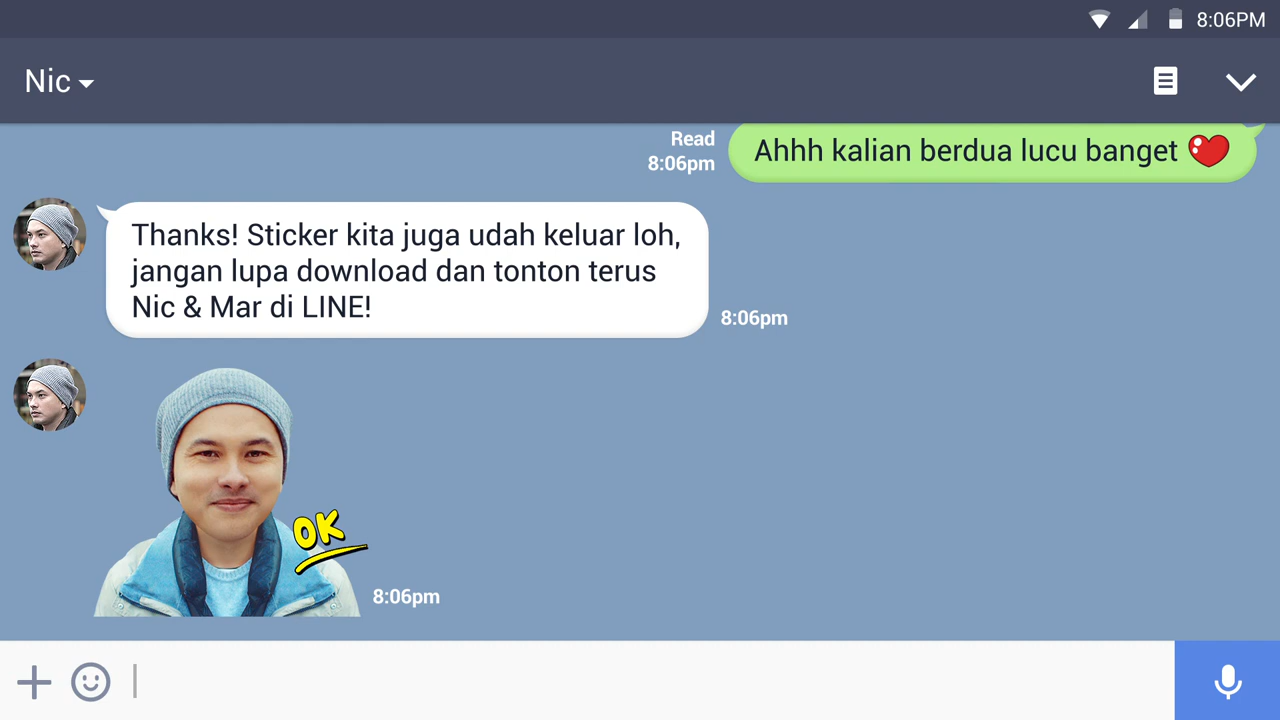 8:06PM
Nic
Read
8:06pm
Ahhh kalian berdua lucu banget
Thanks! Sticker kita juga udah keluar loh,
jangan lupa download dan tonton terus
Nic & Mar di LINE!
8:06pm
OK
8:06pm